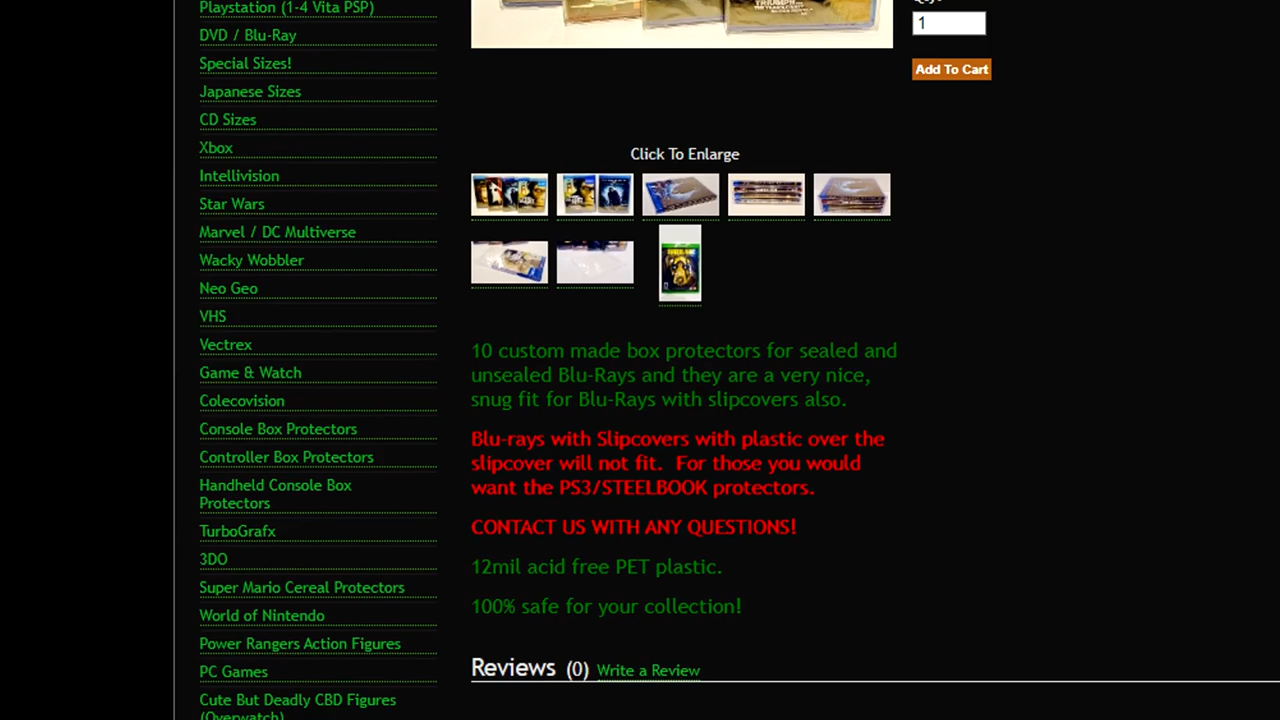 Playstation (1-4 Vita PSP)
DVD / Blu-Ray
Special Sizes!
Japanese Sizes
CD Sizes
Xbox
Intellivision
Star Wars
Marvel / DC Multiverse
Wacky Wobbler
Neo Geo
VHS
Vectrex
Game & Watch
Colecovision
Console Box Protectors
Controller Box Protectors
Handheld Console Box
Protectors
TurboGrafx
3DO
Super Mario Cereal Protectors
World of Nintendo
Power Rangers Action Figures
PC Games
Cute But Deadly CBD Figures
(Overwatch)
1
Add To Cart
Click To Enlarge
10 custom made box protectors for sealed and
unsealed Blu-Rays and they are a very nice,
snug fit for Blu-Rays with slipcovers also.
Blu-rays with Slipcovers with plastic over the
slipcover will not fit. For those you would
want the PS3/STEELBOOK protectors.
CONTACT US WITH ANY QUESTIONS!
12mil acid free PET plastic.
100% safe for your collection!
Reviews (0) Write a Review